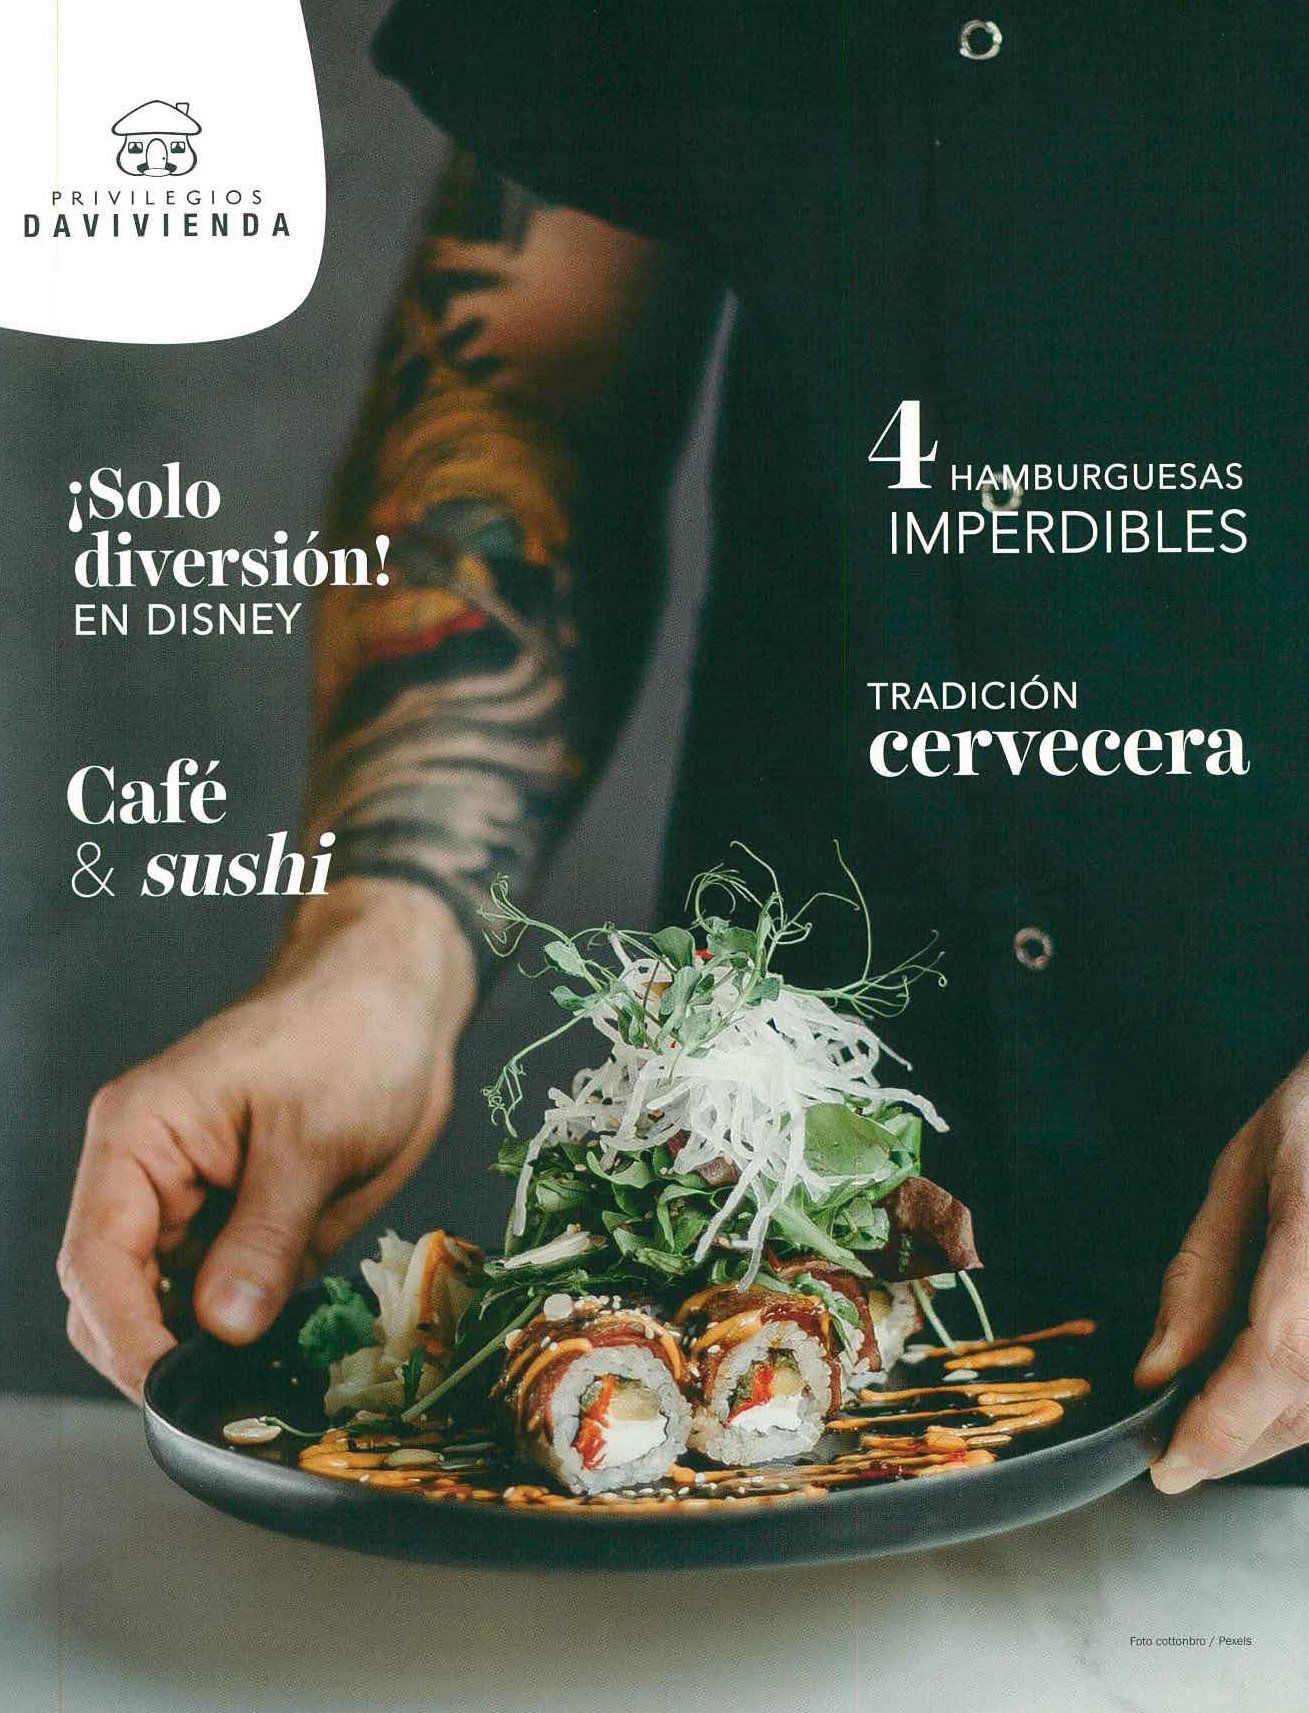 PRIVILEGIOS
DAVIVIENDA
¡Solo
diversión!
EN DISNEY
Café
& sushi
4 HAMBURGUESAS
IMPERDIBLES
TRADICIÓN
cervecera
Foto cottonbro / Pexels